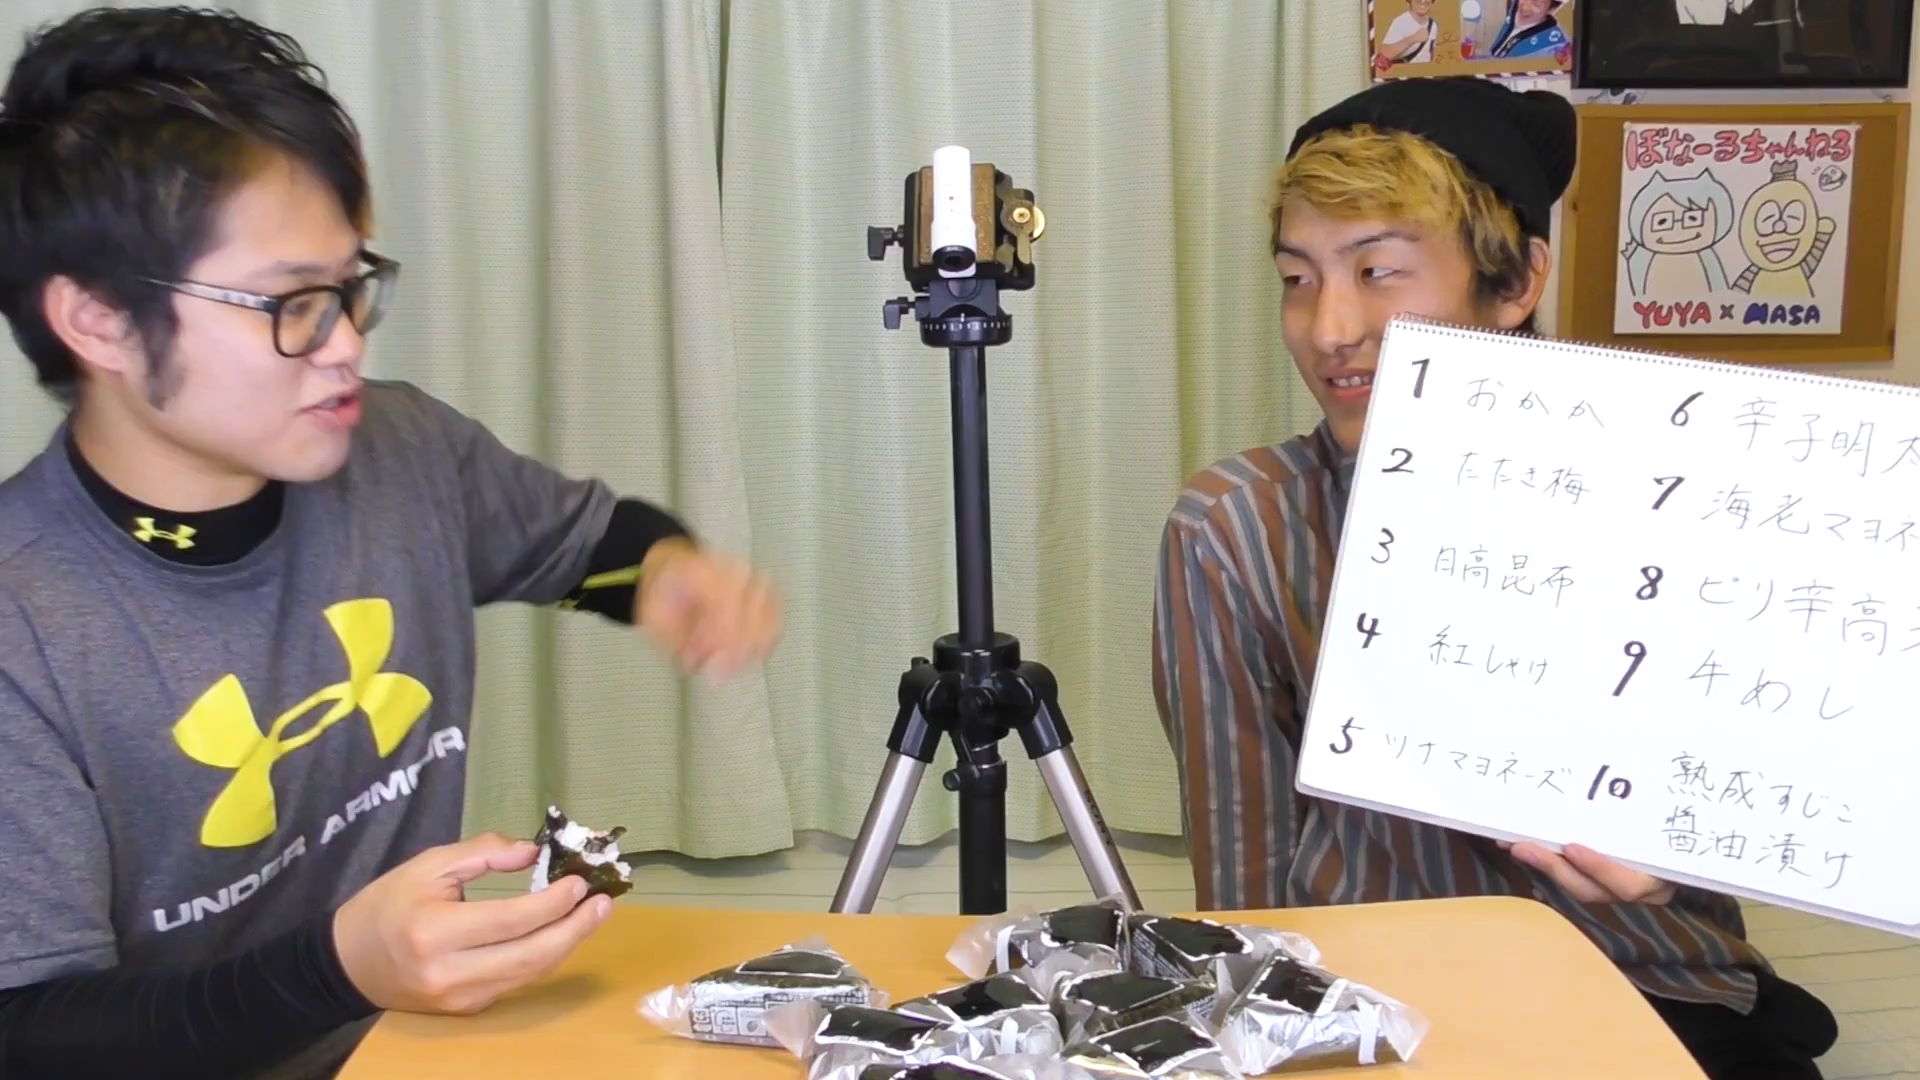 ぼなーるちゃんねる
YUYA × MASA
1 おかか
2 たたき梅
3 日高昆布
4 紅しゃけ
5 ツナマヨネーズ
6 辛子明太
7 海老マヨネ
8 ピリ辛高
9 牛めし
10 熟成すじこ
醤油漬け
UNDER ARMOUR